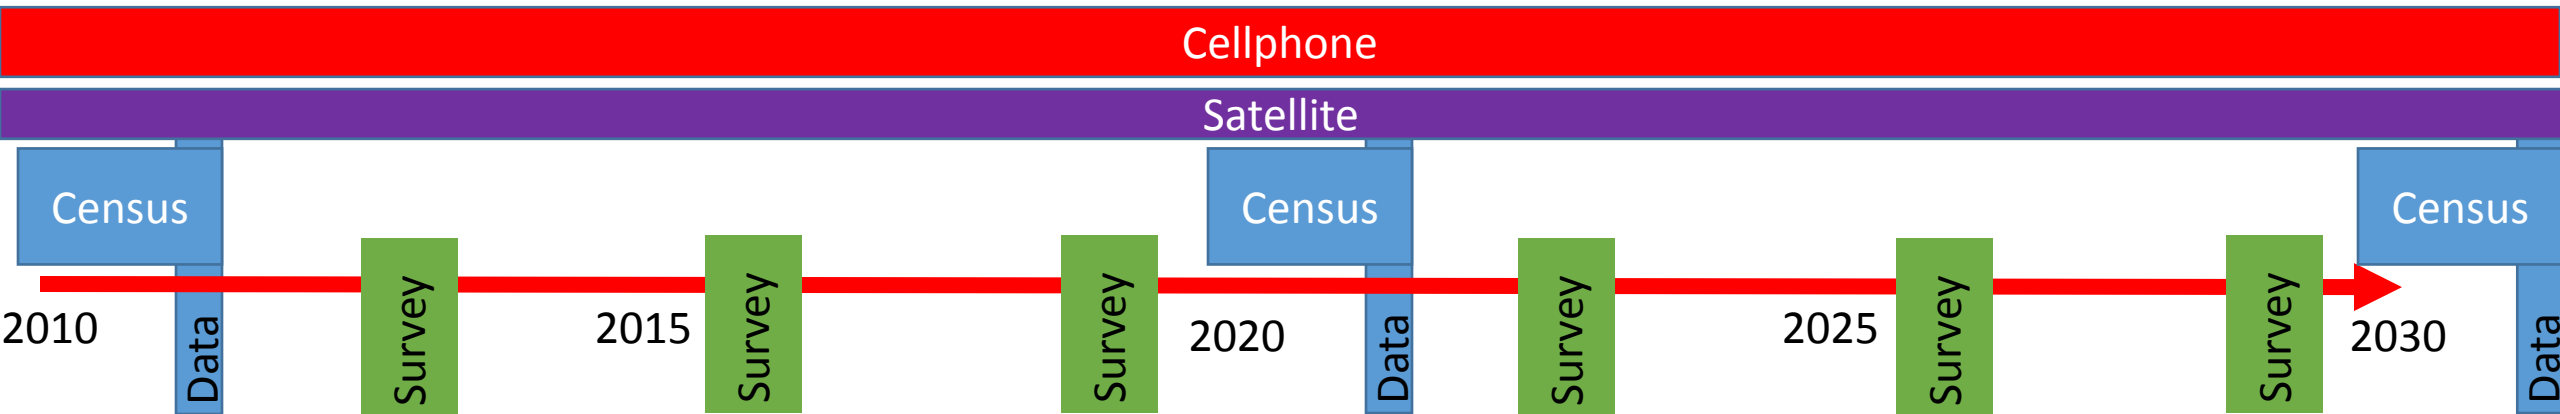 Cellphone
Satellite
Census
Census
Census
2010
Data
Survey
2015
Survey
Survey
2020
Data
Survey
2025
Survey
Survey
2030
Data